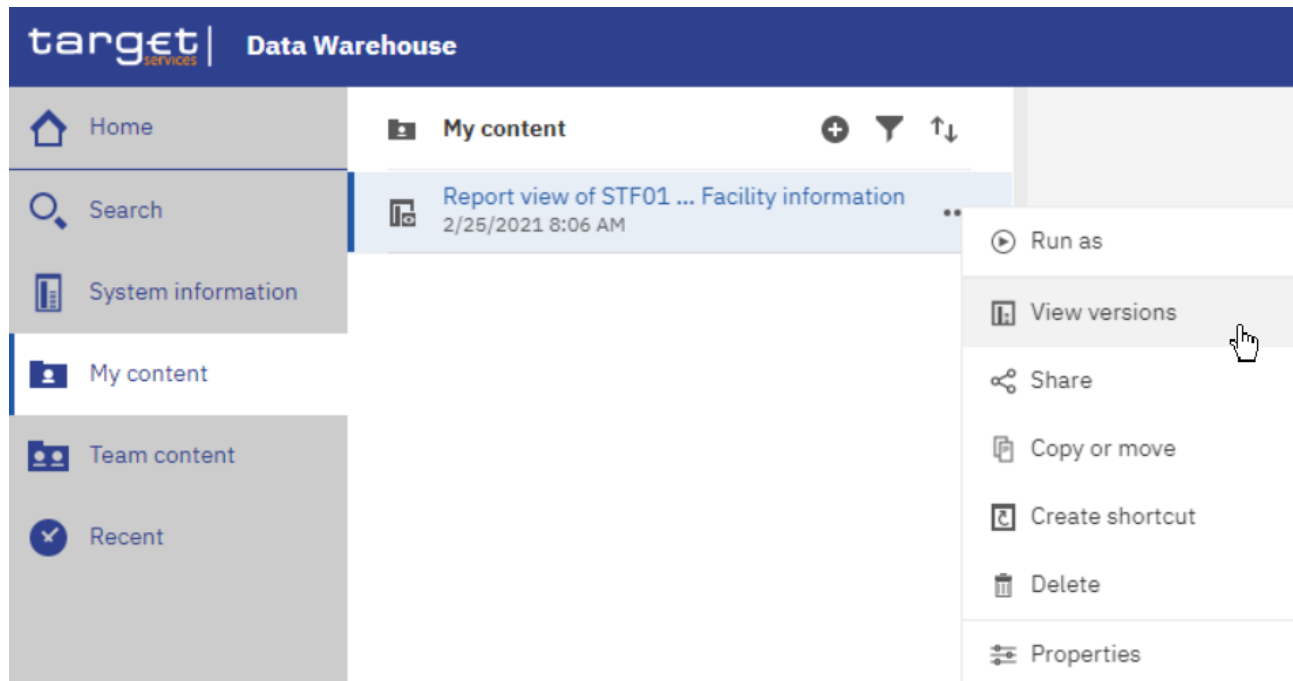 target| Data Warehouse
services
Home
Search
System information
My content
Team content
Recent
My content
Report view of STF01 ... Facility information
2/25/2021 8:06 AM
Run as
View versions
Share
Copy or move
Create shortcut
Delete
Properties